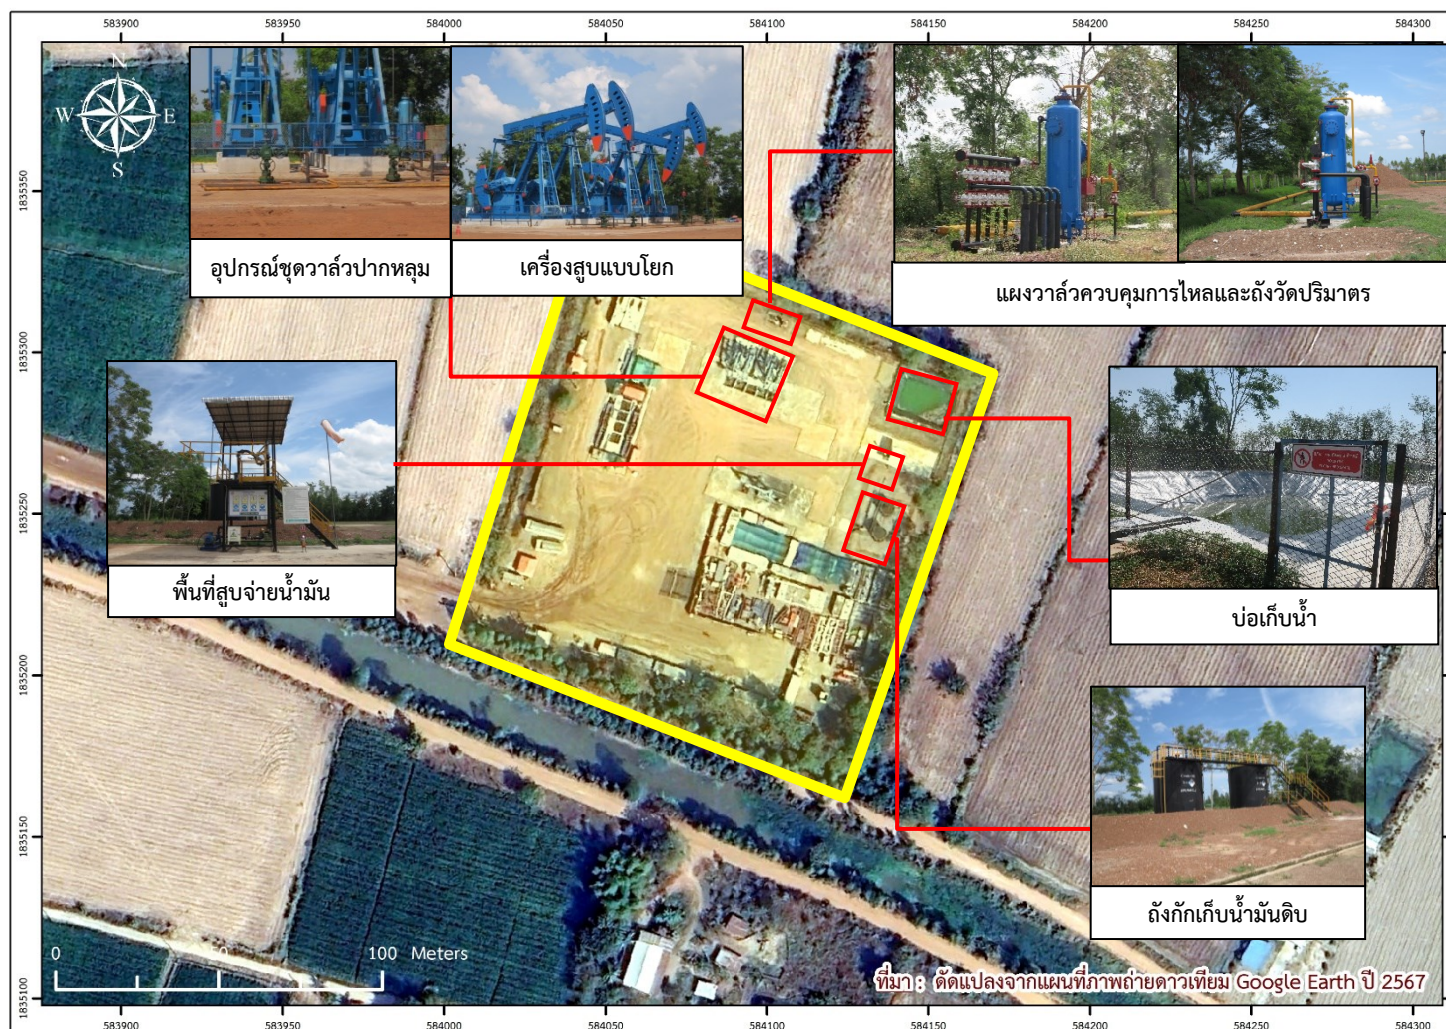 583900 583950 584000 584050 584100 584150 584200 584250 584300
N
W E
S
1835350
1835300
1835250
1835200
1835150
1835100
อุปกรณ์ชุดวาล์วปากหลุม
เครื่องสูบแบบโยก
แผงวาล์วควบคุมการไหลและถังวัดปริมาตร
พื้นที่สูบจ่ายน้ำมัน
บ่อเก็บน้ำ
ถังกักเก็บน้ำมันดิบ
0 100 Meters
ที่มา : ดัดแปลงจากแผนที่ภาพถ่ายดาวเทียม Google Earth ปี 2567
583900 583950 584000 584050 584100 584150 584200 584250 584300